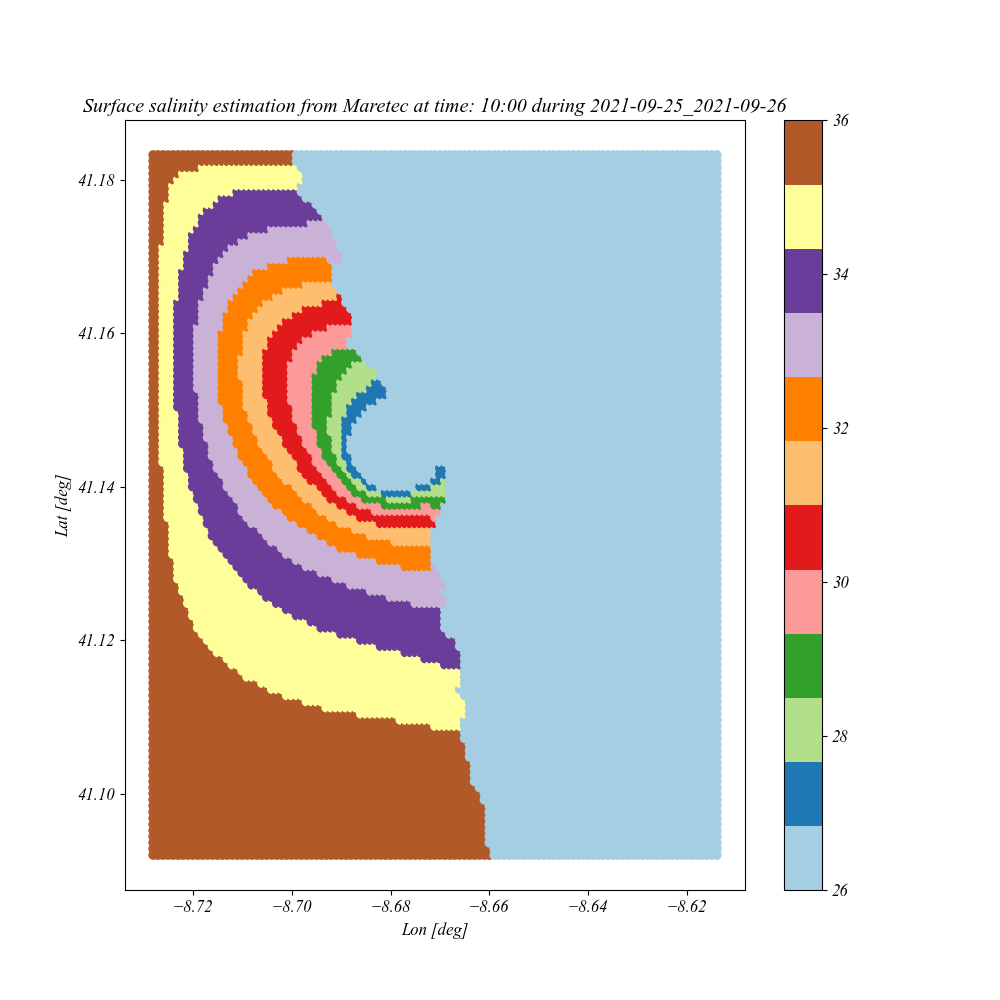 Surface salinity estimation from Maretec at time: 10:00 during 2021-09-25_2021-09-26
36
41.18
34
41.16
32
Lat [deg]
41.14
30
41.12
28
41.10
26
−8.72 −8.70 −8.68 −8.66 −8.64 −8.62
Lon [deg]